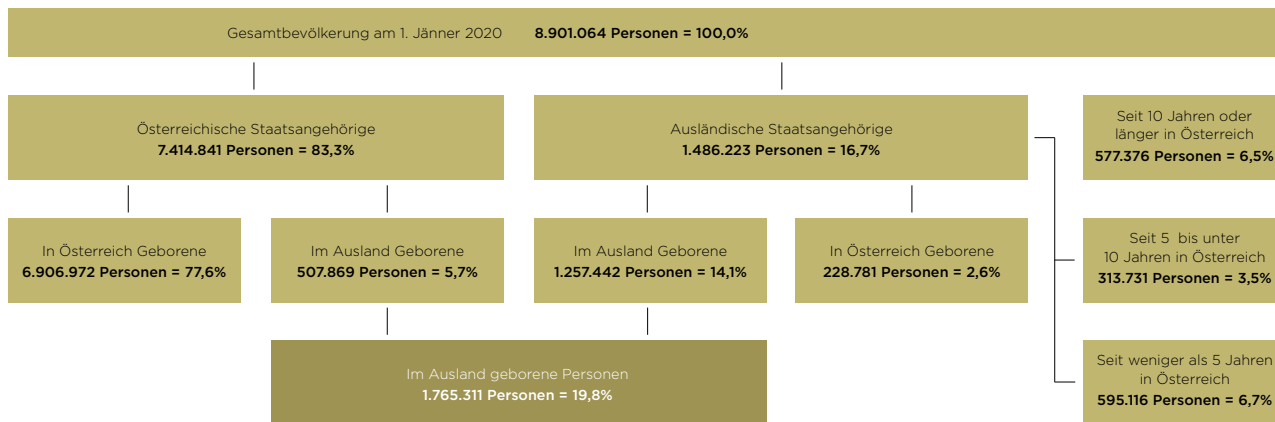 Gesamtbevölkerung am 1. Jänner 2020 8.901.064 Personen = 100,0%
Österreichische Staatsangehörige
7.414.841 Personen = 83,3%
Ausländische Staatsangehörige
1.486.223 Personen = 16,7%
Seit 10 Jahren oder
länger in Österreich
577.376 Personen = 6,5%
In Österreich Geborene
6.906.972 Personen = 77,6%
Im Ausland Geborene
507.869 Personen = 5,7%
Im Ausland Geborene
1.257.442 Personen = 14,1%
In Österreich Geborene
228.781 Personen = 2,6%
Seit 5 bis unter
10 Jahren in Österreich
313.731 Personen = 3,5%
Im Ausland geborene Personen
1.765.311 Personen = 19,8%
Seit weniger als 5 Jahren
in Österreich
595.116 Personen = 6,7%